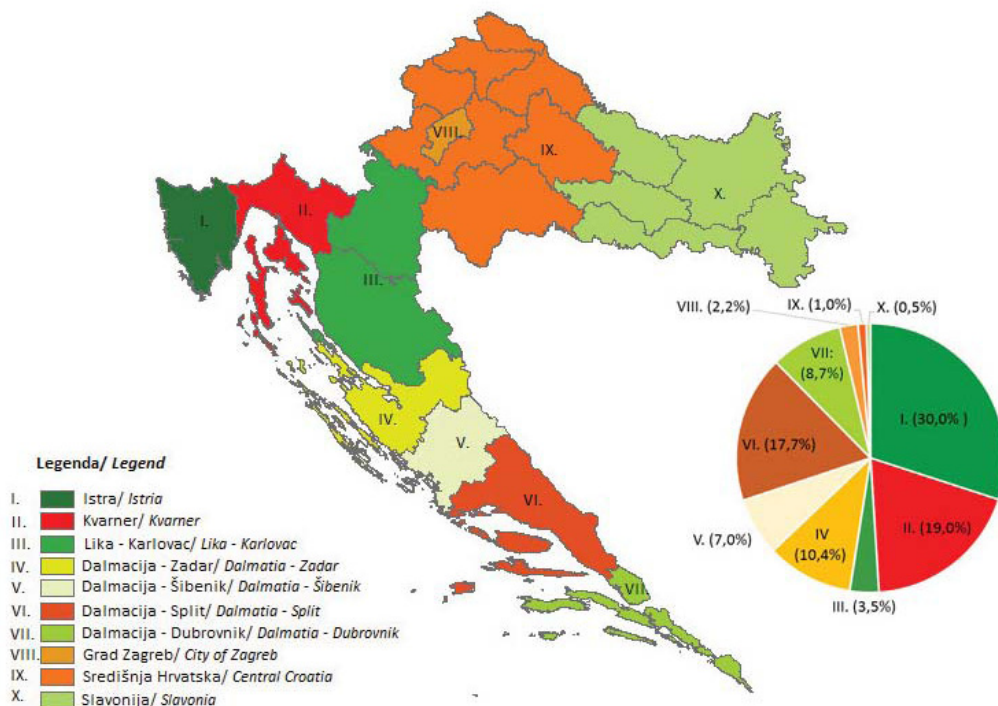 VIII.
IX.
X.
I.
II.
III.
IV.
V.
VI.
VII.
VIII. (2,2%)
IX. (1,0%)
X. (0,5%)
VII:
(8,7%)
I. (30,0% )
VI. (17,7%)
II. (19,0%)
V. (7,0%)
IV
(10,4%)
III. (3,5%)
Legenda/ Legend
I. Istra/ Istria
II. Kvarner/ Kvarner
III. Lika - Karlovac/ Lika - Karlovac
IV. Dalmacija - Zadar/ Dalmatia - Zadar
V. Dalmacija - Šibenik/ Dalmatia - Šibenik
VI. Dalmacija - Split/ Dalmatia - Split
VII. Dalmacija - Dubrovnik/ Dalmatia - Dubrovnik
VIII. Grad Zagreb/ City of Zagreb
IX. Središnja Hrvatska/ Central Croatia
X. Slavonija/ Slavonia